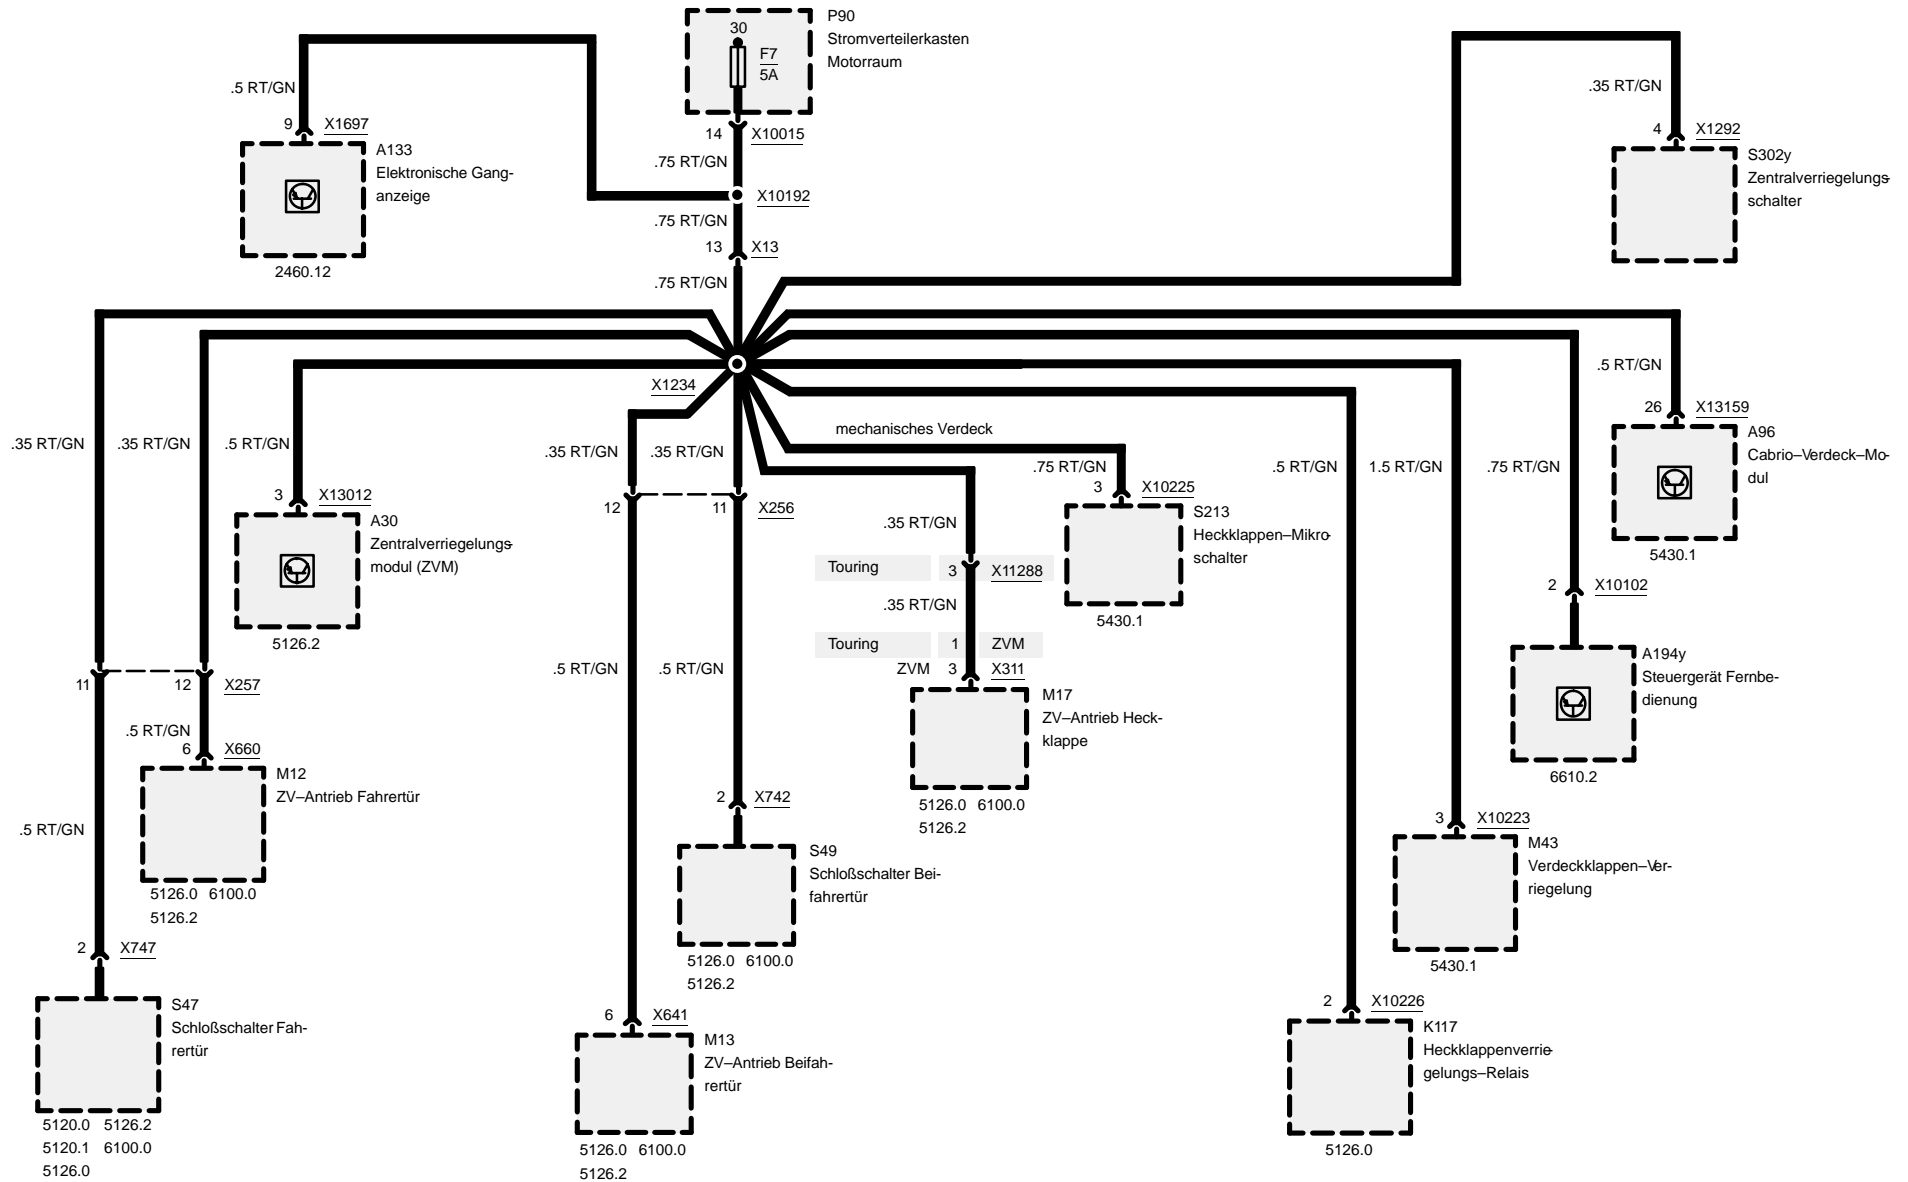 P90
Stromverteilerkasten
Motorraum
30
F7
5A
14 X10015
.75 RT/GN
X10192
.75 RT/GN
13 X13
.75 RT/GN
.5 RT/GN
9 X1697
A133
Elektronische Gang-
anzeige
2460.12
.35 RT/GN
4 X1292
S302y
Zentralverriegelungs-
schalter
X1234
.35 RT/GN
.35 RT/GN
.5 RT/GN
3 X13012
A30
Zentralverriegelungs-
modul (ZVM)
5126.2
11
12 X257
.5 RT/GN
6 X660
M12
ZV–Antrieb Fahrertür
5126.0 6100.0
5126.2
.5 RT/GN
2 X747
S47
Schloßschalter Fah-
rertür
5120.0 5126.2
5120.1 6100.0
5126.0
.35 RT/GN
.35 RT/GN
12
11 X256
.5 RT/GN
.5 RT/GN
2 X742
S49
Schloßschalter Bei-
fahrertür
5126.0 6100.0
5126.2
6 X641
M13
ZV–Antrieb Beifah-
rertür
5126.0 6100.0
5126.2
mechanisches Verdeck
.75 RT/GN
3 X10225
S213
Heckklappen–Mikro-
schalter
5430.1
.35 RT/GN
Touring 3 X11288
.35 RT/GN
Touring 1 ZVM
ZVM 3 X311
M17
ZV–Antrieb Heck-
klappe
5126.0 6100.0
5126.2
.5 RT/GN
1.5 RT/GN
.75 RT/GN
.5 RT/GN
26 X13159
A96
Cabrio–Verdeck–Mo-
dul
5430.1
2 X10102
A194y
Steuergerät Fernbe-
dienung
6610.2
3 X10223
M43
Verdeckklappen–Ver-
riegelung
5430.1
2 X10226
K117
Heckklappenverrie-
gelungs–Relais
5126.0